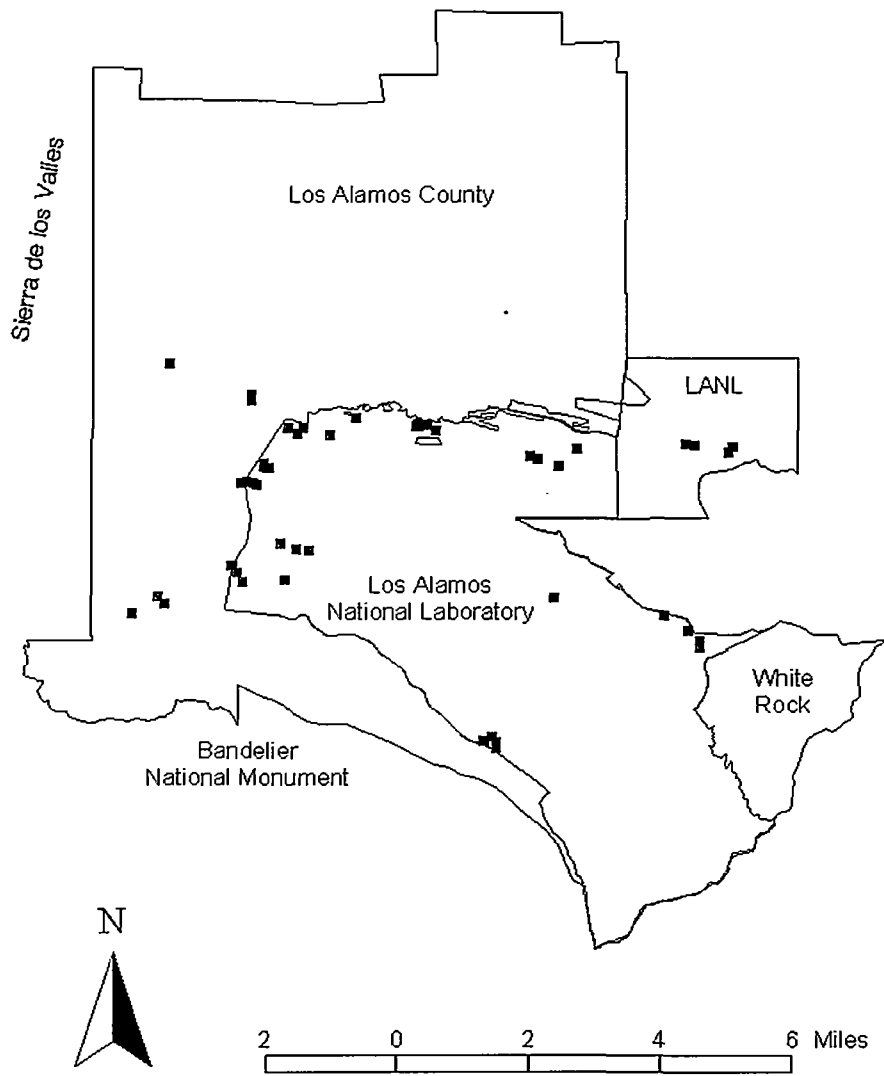 Sierra de los Valles
Los Alamos County
LANL
Los Alamos
National Laboratory
White
Rock
Bandelier
National Monument
N
2 0 2 4 6 Miles